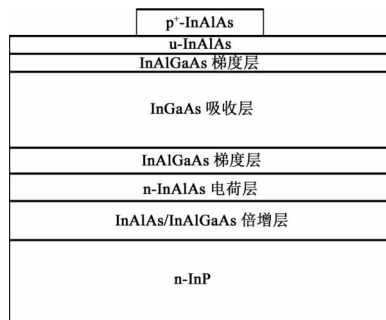 p⁺-InAlAs
u-InAlAs
InAlGaAs 梯度层
InGaAs 吸收层
InAlGaAs 梯度层
n-InAlAs 电荷层
InAlAs/InAlGaAs 倍增层
n-InP